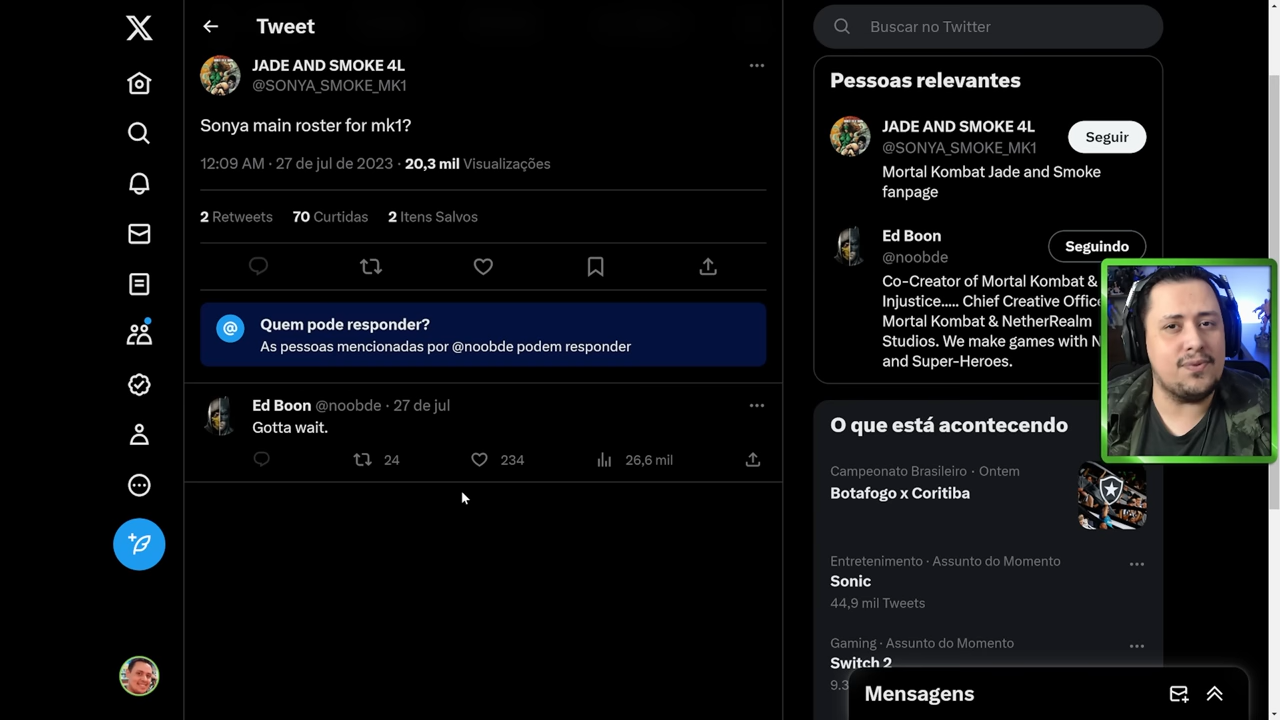 Tweet
JADE AND SMOKE 4L
@SONYA_SMOKE_MK1
Sonya main roster for mk1?
12:09 AM · 27 de jul de 2023 · 20,3 mil Visualizações
2 Retweets 70 Curtidas 2 Itens Salvos
Quem pode responder?
As pessoas mencionadas por @noobde podem responder
Ed Boon @noobde · 27 de jul
Gotta wait.
24 234 26,6 mil
Buscar no Twitter
Pessoas relevantes
JADE AND SMOKE 4L
@SONYA_SMOKE_MK1
Seguir
Mortal Kombat Jade and Smoke
fanpage
Ed Boon
@noobde
Seguindo
Co-Creator of Mortal Kombat &
Injustice..... Chief Creative Office
Mortal Kombat & NetherRealm
Studios. We make games with N
and Super-Heroes.
O que está acontecendo
Campeonato Brasileiro · Ontem
Botafogo x Coritiba
Entretenimento · Assunto do Momento
Sonic
44,9 mil Tweets
Gaming · Assunto do Momento
Switch 2
9.3
Mensagens